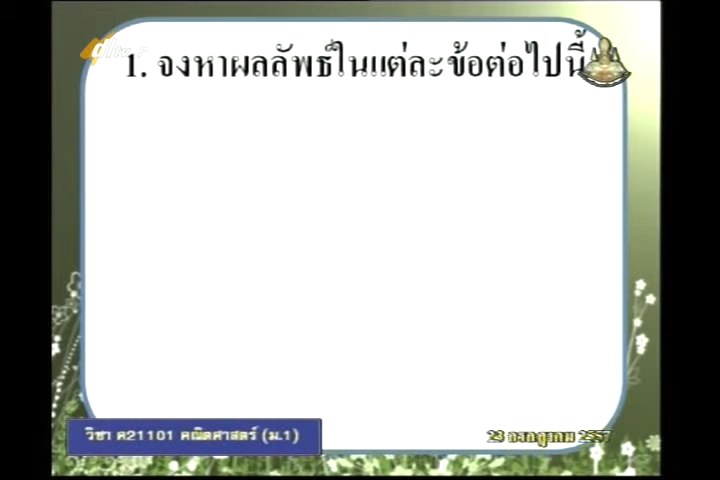 1. จงหาผลลัพธ์ในแต่ละข้อต่อไปนี้
วิชา ค21101 คณิตศาสตร์ (ม.1)
23 กรกฎาคม 2557